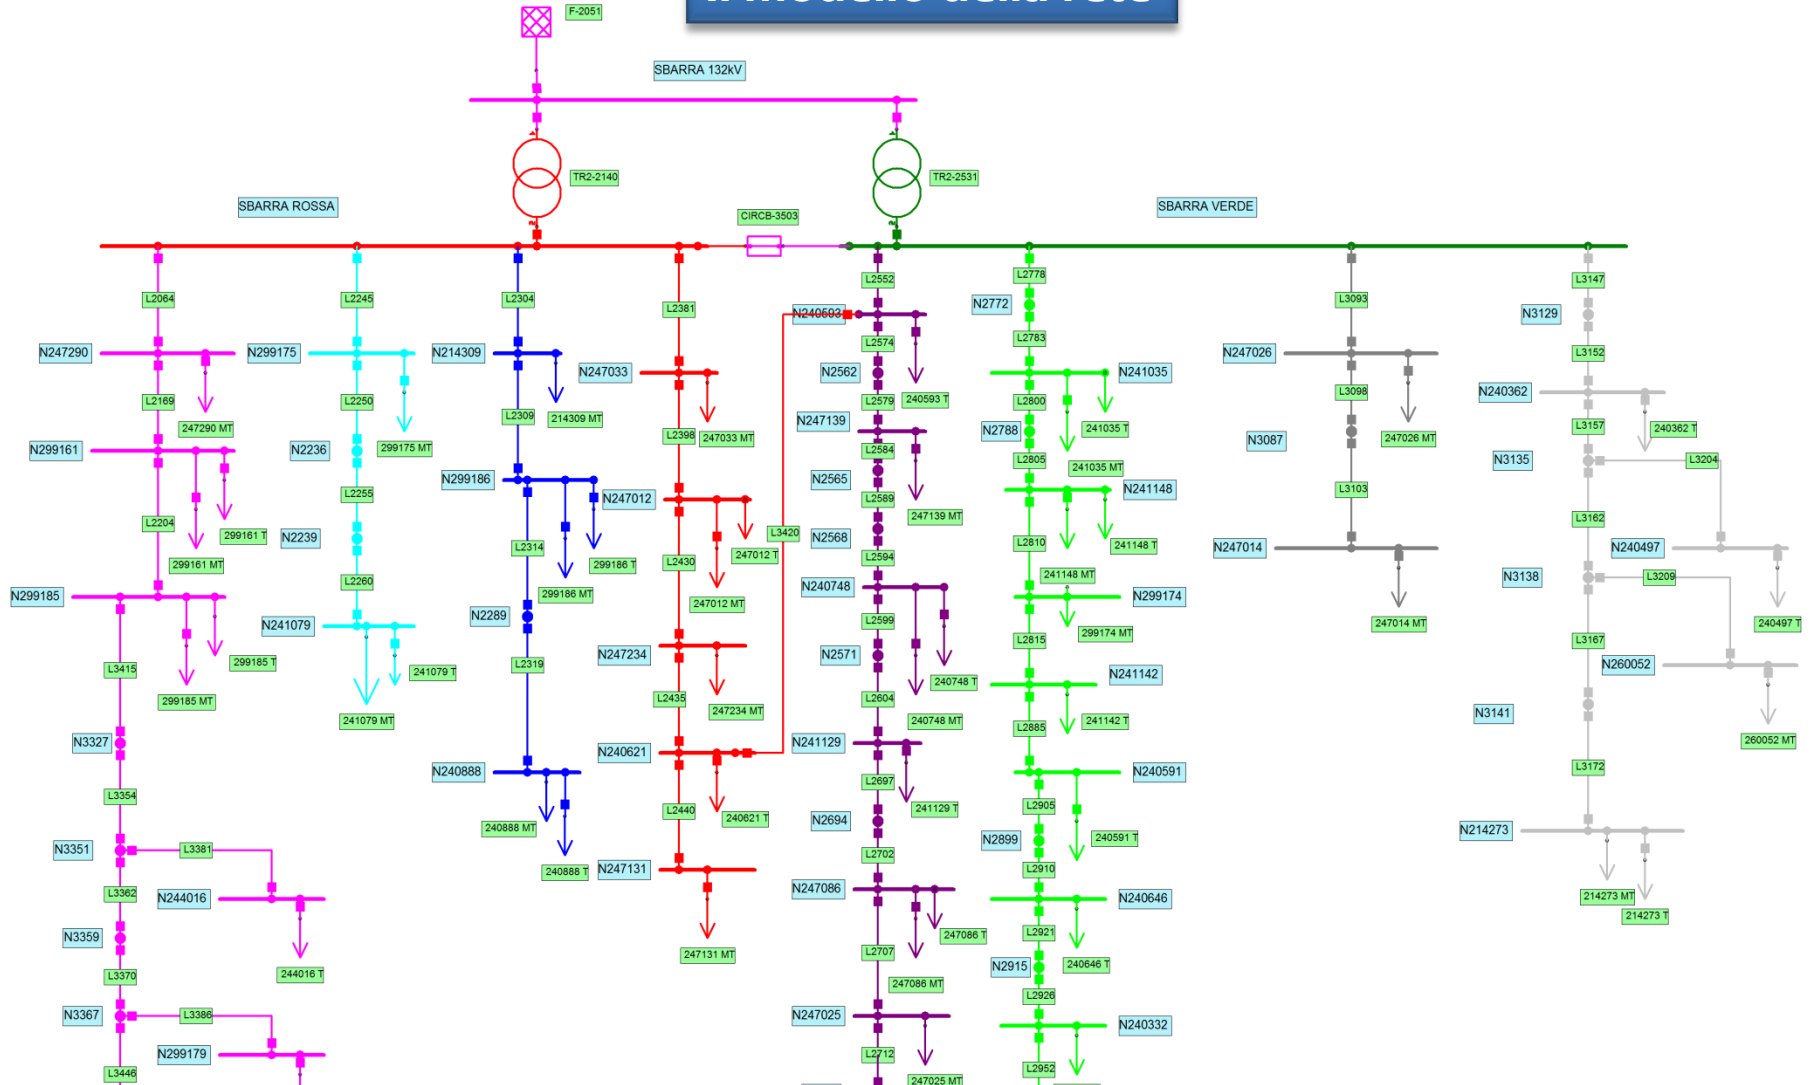 Il modello della rete
F-2051
SBARRA 132kV
TR2-2140
TR2-2531
SBARRA ROSSA
CIRCB-3503
SBARRA VERDE
L2064
L2245
L2304
L2381
L2552
L2778
L3093
L3147
N2772
N3129
N240593
L2574
L2783
L3152
N247290
N299175
N214309
N247033
N2562
N241035
N247026
N240362
L2169
L2250
L2309
L2398
L2579
240593 T
L2800
L3098
L3157
247290 MT
299175 MT
214309 MT
247033 MT
N247139
N2788
241035 T
N3087
247026 MT
240362 T
N299161
N2236
L2584
L2805
241035 MT
N3135
L3204
N299186
N2565
N241148
L2204
L2255
N247012
L2589
L3103
L3162
299161 T
299161 MT
N2239
L2314
299186 T
299186 MT
L2430
247012 T
L3420
247139 MT
N2568
L2594
L2810
241148 T
241148 MT
N247014
N240497
N299185
L2260
247012 MT
N240748
N299174
N3138
L3209
N241079
N2289
L2599
L2815
299174 MT
247014 MT
240497 T
L3415
299185 T
299185 MT
241079 T
241079 MT
L2319
N247234
L2435
247234 MT
N2571
240748 T
L2604
240748 MT
N241142
241142 T
L2885
L3167
N260052
N3141
260052 MT
N3327
N240621
N241129
L3354
N240888
L2440
240621 T
L2697
241129 T
N240591
L2905
L3172
240888 MT
240888 T
N2694
N2899
240591 T
N214273
N3351
L3381
N247131
L2702
L2910
L3362
N244016
N247086
N240646
214273 MT
214273 T
N3359
247131 MT
L2707
247086 T
L2921
L3370
244016 T
247086 MT
N2915
240646 T
L2926
N3367
L3386
N247025
N240332
N299179
L2712
L3446
247025 MT
L2952